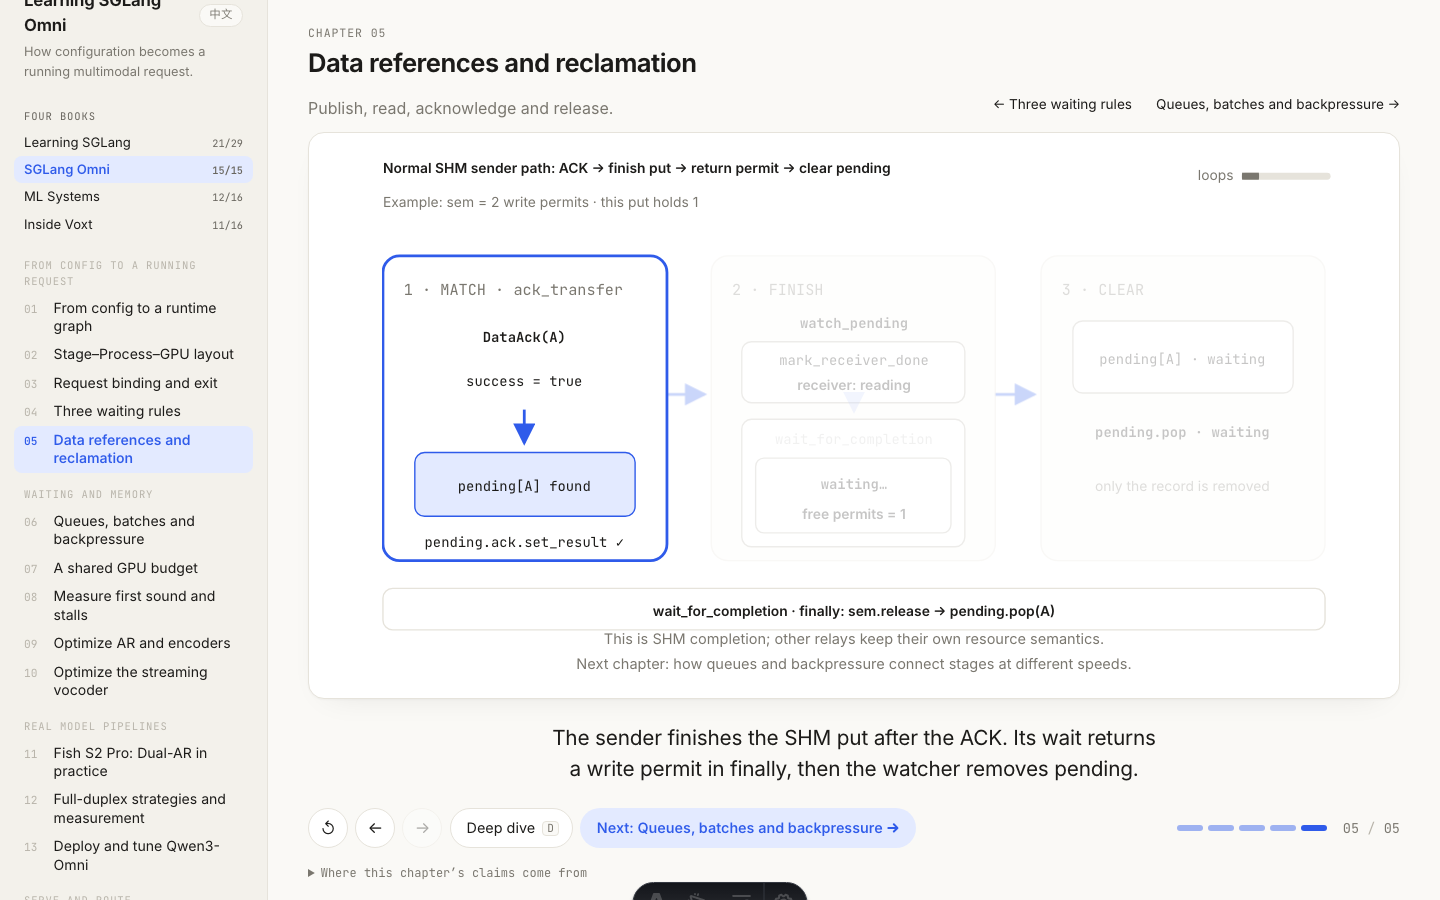 Learning SGLang
Omni
中文
How configuration becomes a
running multimodal request.
FOUR BOOKS
Learning SGLang 21/29
SGLang Omni 15/15
ML Systems 12/16
Inside Voxt 11/16
FROM CONFIG TO A RUNNING
REQUEST
01 From config to a runtime
graph
02 Stage–Process–GPU layout
03 Request binding and exit
04 Three waiting rules
05 Data references and
reclamation
WAITING AND MEMORY
06 Queues, batches and
backpressure
07 A shared GPU budget
08 Measure first sound and
stalls
09 Optimize AR and encoders
10 Optimize the streaming
vocoder
REAL MODEL PIPELINES
11 Fish S2 Pro: Dual-AR in
practice
12 Full-duplex strategies and
measurement
13 Deploy and tune Qwen3-
Omni
SERVE AND ROUTE
CHAPTER 05
Data references and reclamation
Publish, read, acknowledge and release.
← Three waiting rules
Queues, batches and backpressure →
Normal SHM sender path: ACK → finish put → return permit → clear pending
loops
Example: sem = 2 write permits · this put holds 1
1 · MATCH · ack_transfer
DataAck(A)
success = true
pending[A] found
pending.ack.set_result ✓
2 · FINISH
watch_pending
mark_receiver_done
receiver: reading
wait_for_completion
waiting…
free permits = 1
3 · CLEAR
pending[A] · waiting
pending.pop · waiting
only the record is removed
wait_for_completion · finally: sem.release → pending.pop(A)
This is SHM completion; other relays keep their own resource semantics.
Next chapter: how queues and backpressure connect stages at different speeds.
The sender finishes the SHM put after the ACK. Its wait returns
a write permit in finally, then the watcher removes pending.
Deep dive D
Next: Queues, batches and backpressure →
05 / 05
▶ Where this chapter's claims come from